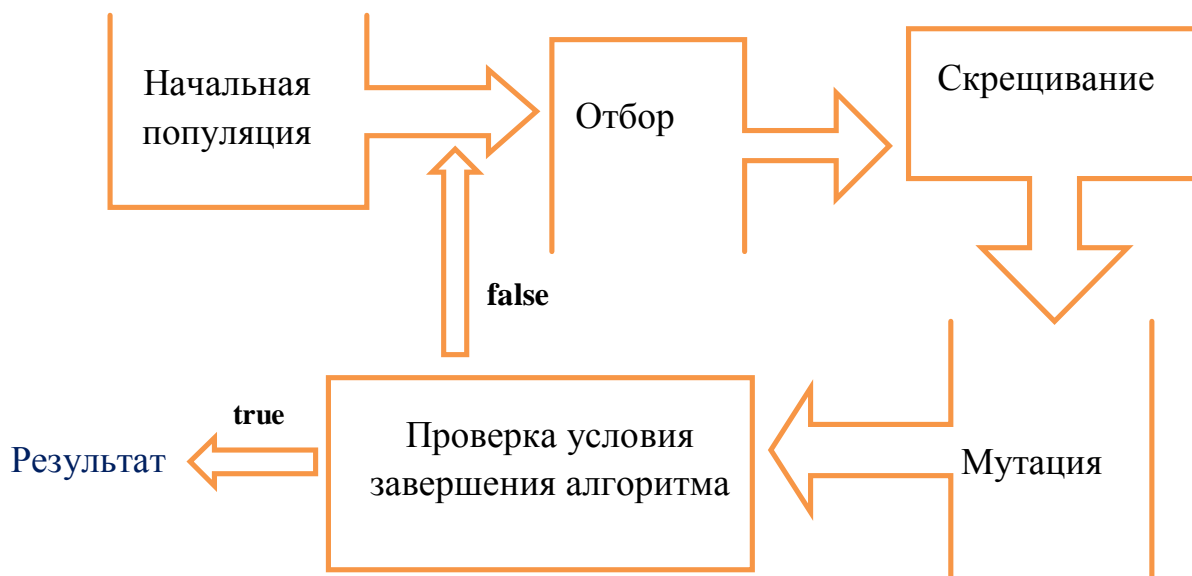 Начальная
популяция
Отбор
Скрещивание
false
true
Результат
Проверка условия
завершения алгоритма
Мутация